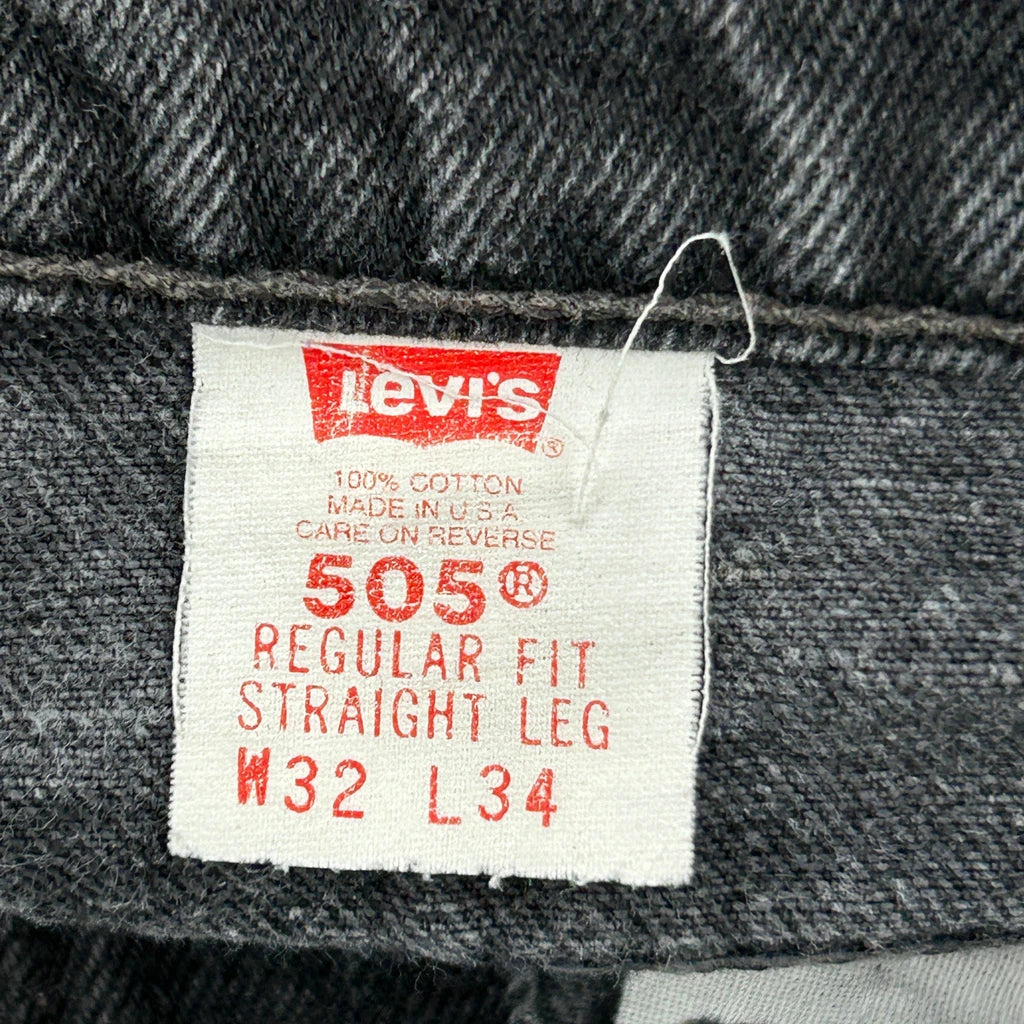 Levi's
®
100% COTTON
MADE IN U S A
CARE ON REVERSE
505®
REGULAR FIT
STRAIGHT LEG
W32 L34